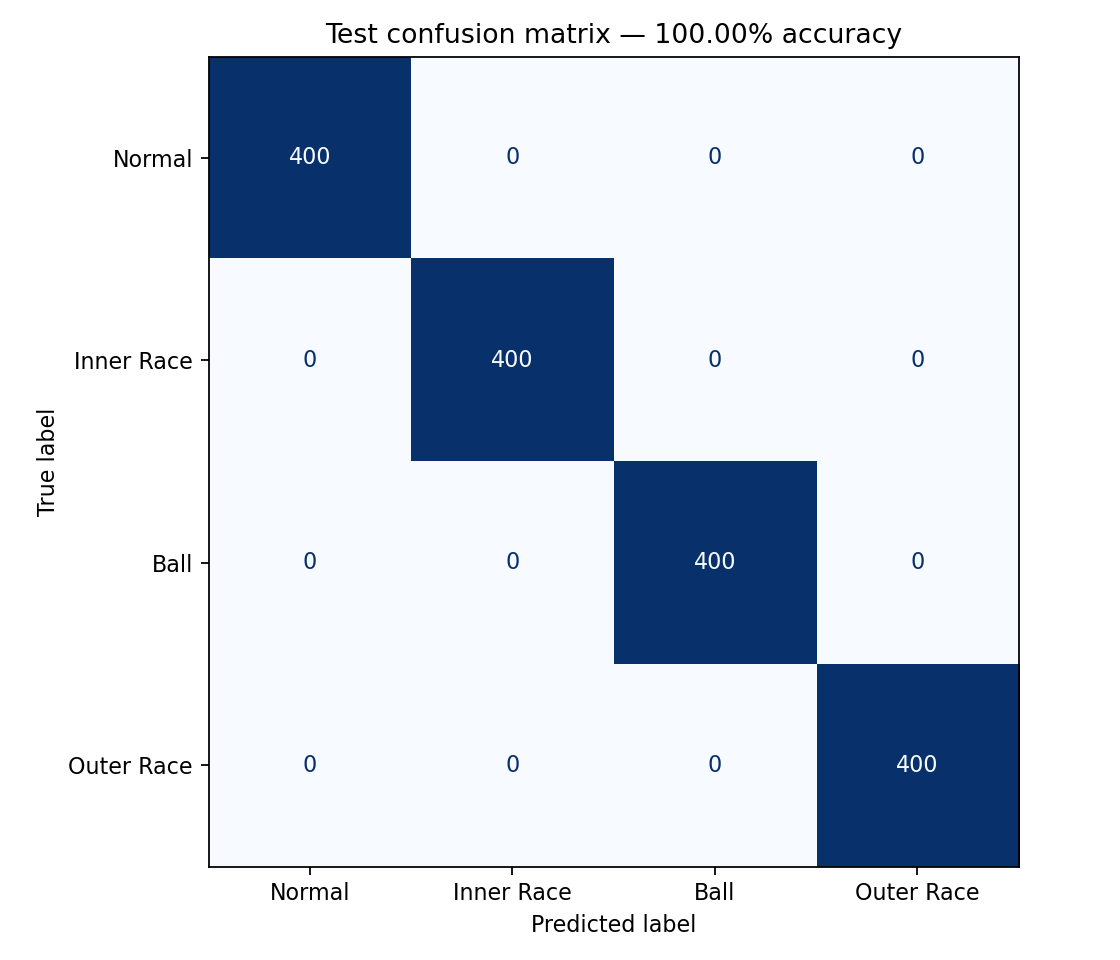 Test confusion matrix — 100.00% accuracy
Normal 400 0 0 0
Inner Race 0 400 0 0
True label
Ball 0 0 400 0
Outer Race 0 0 0 400
Normal Inner Race Ball Outer Race
Predicted label